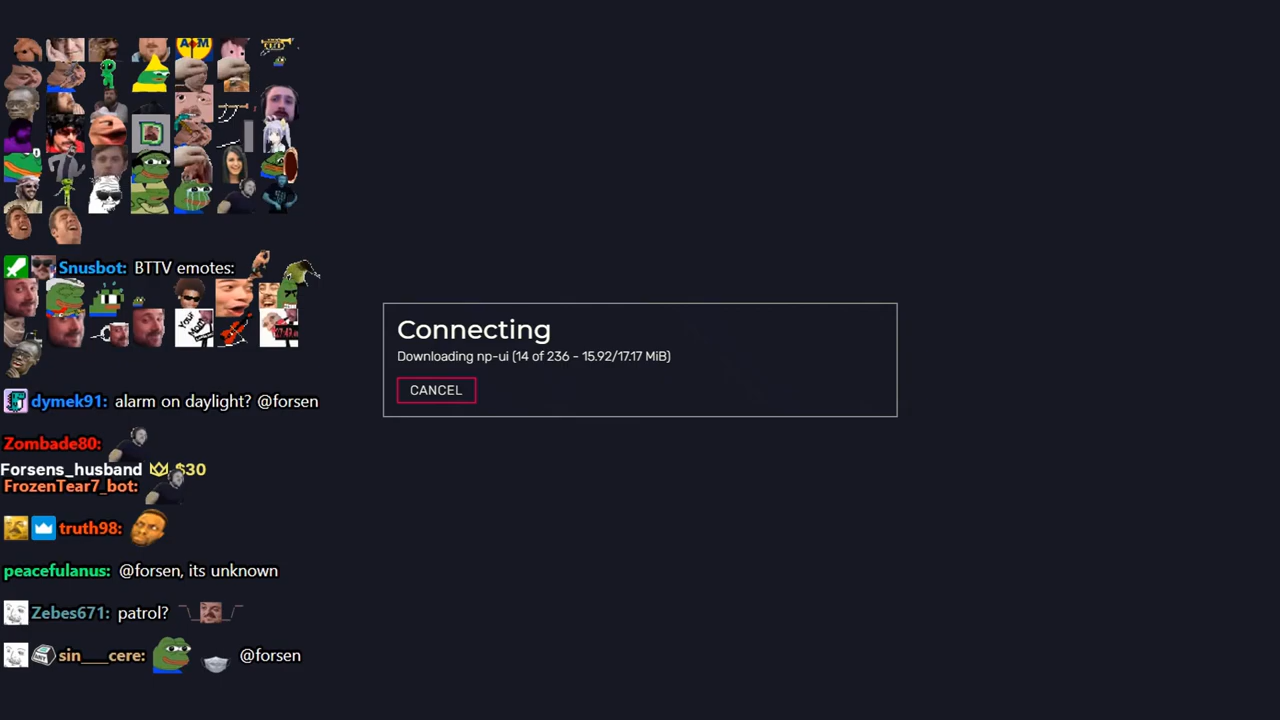 Snusbot: BTTV emotes:
dymek91: alarm on daylight? @forsen
Zombade80:
Forsens_husband $30
FrozenTear7_bot:
truth98:
peacefulanus: @forsen, its unknown
Zebes671: patrol?
sin___cere: @forsen
Connecting
Downloading np-ui (14 of 236 - 15.92/17.17 MiB)
CANCEL